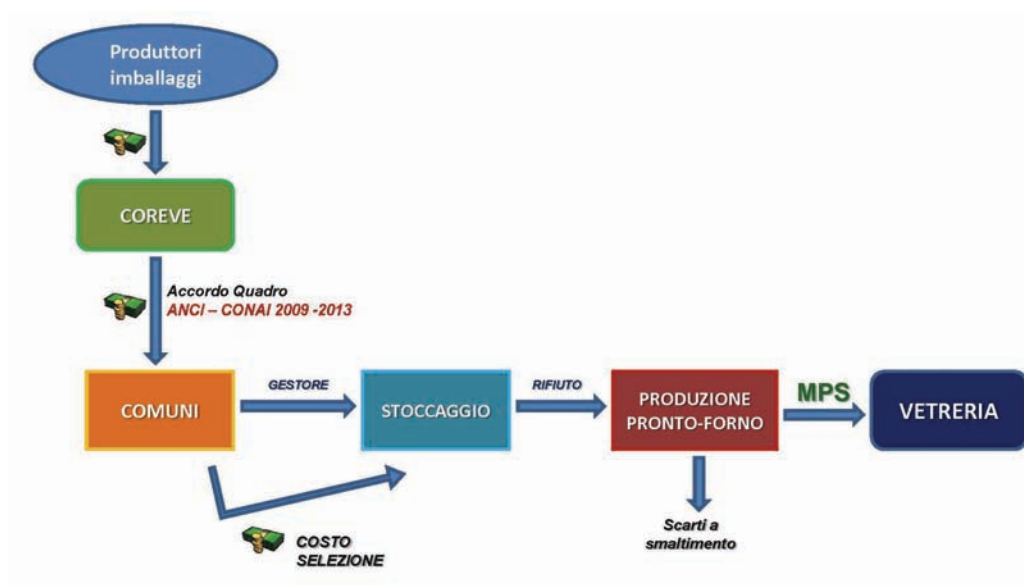 Produttori
imballaggi
COREVE
Accordo Quadro
ANCI – CONAI 2009 -2013
COMUNI
GESTORE
STOCCAGGIO
RIFIUTO
PRODUZIONE
PRONTO-FORNO
MPS
VETRERIA
COSTO
SELEZIONE
Scarti a
smaltimento